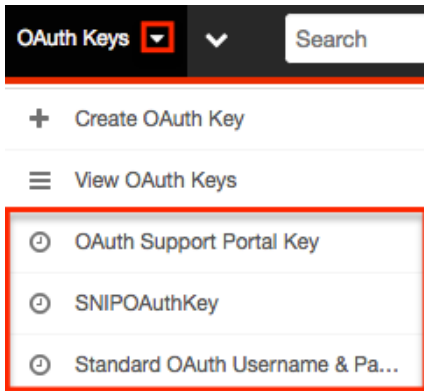 OAuth Keys Search
Create OAuth Key
View OAuth Keys
OAuth Support Portal Key
SNIPOAuthKey
Standard OAuth Username & Pa...